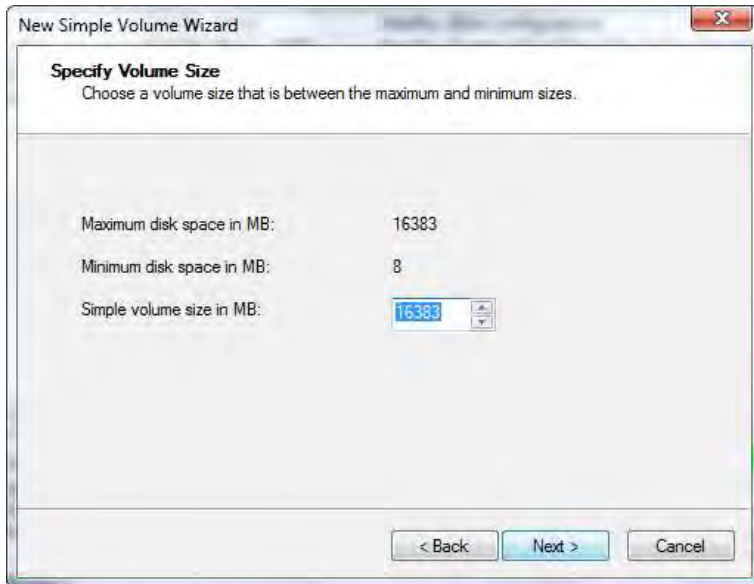 New Simple Volume Wizard
Specify Volume Size
Choose a volume size that is between the maximum and minimum sizes.
Maximum disk space in MB: 16383
Minimum disk space in MB: 8
Simple volume size in MB: 16383
< Back Next > Cancel